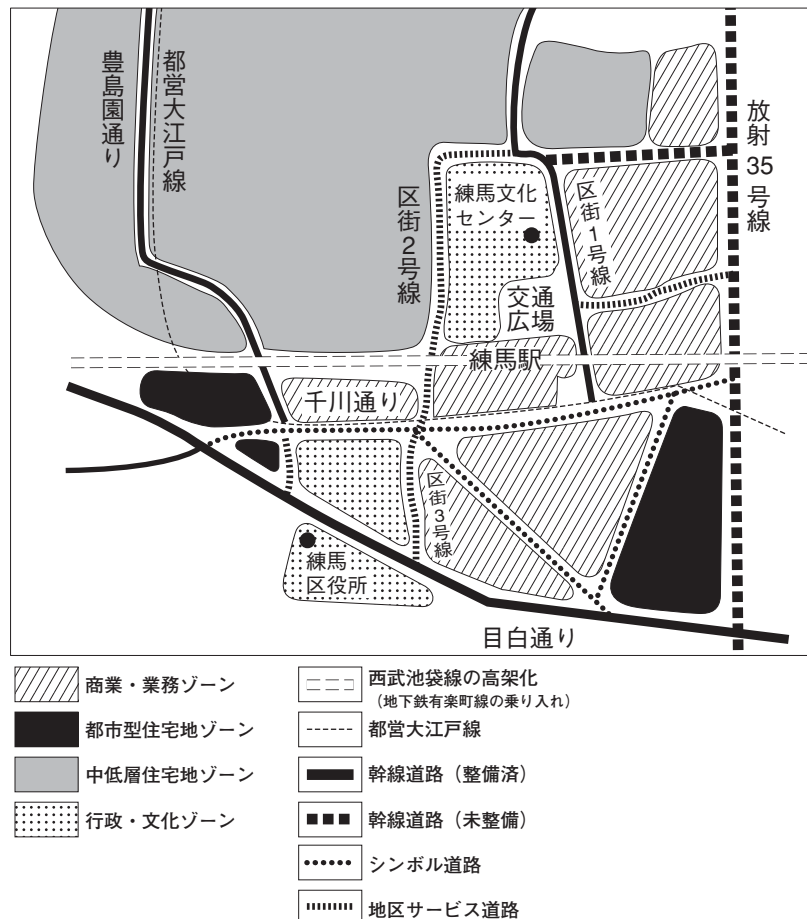 豊島園通り
都営大江戸線
区街2号線
練馬文化
センター
区街1号線
放射35号線
交通
広場
練馬駅
千川通り
区街3号線
練馬
区役所
目白通り
商業・業務ゾーン
都市型住宅地ゾーン
中低層住宅地ゾーン
行政・文化ゾーン
西武池袋線の高架化
（地下鉄有楽町線の乗り入れ）
都営大江戸線
幹線道路（整備済）
幹線道路（未整備）
シンボル道路
地区サービス道路